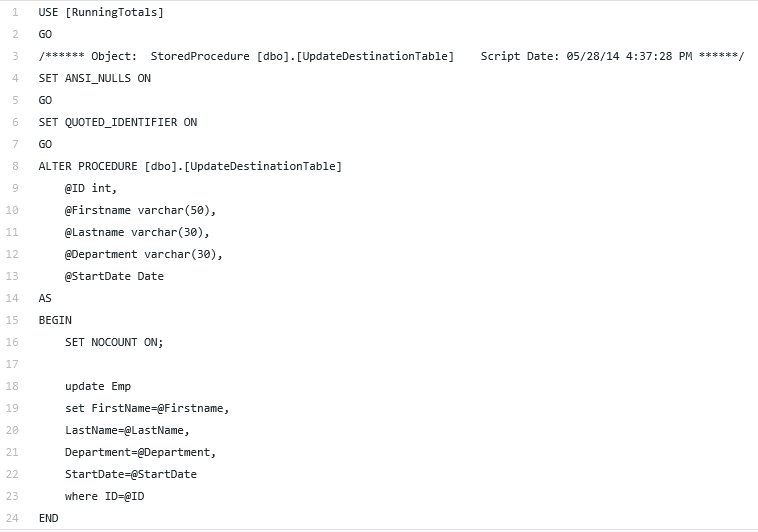 1 USE [RunningTotals]
2 GO
3 /****** Object:  StoredProcedure [dbo].[UpdateDestinationTable]    Script Date: 05/28/14 4:37:28 PM ******/
4 SET ANSI_NULLS ON
5 GO
6 SET QUOTED_IDENTIFIER ON
7 GO
8 ALTER PROCEDURE [dbo].[UpdateDestinationTable]
9     @ID int,
10     @Firstname varchar(50),
11     @Lastname varchar(30),
12     @Department varchar(30),
13     @StartDate Date
14 AS
15 BEGIN
16     SET NOCOUNT ON;
17
18     update Emp
19     set FirstName=@Firstname,
20     LastName=@LastName,
21     Department=@Department,
22     StartDate=@StartDate
23     where ID=@ID
24 END